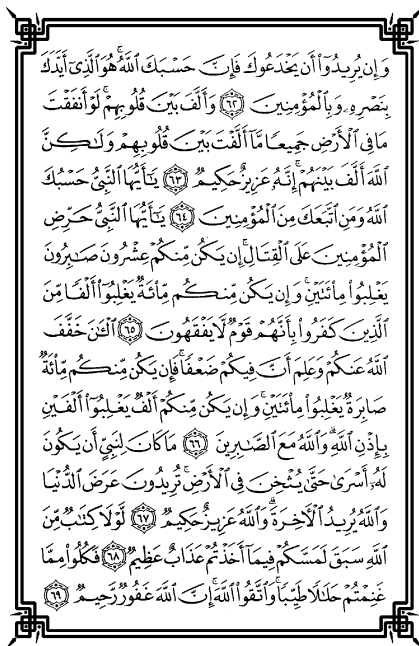 وَإِن يُرِيدُوٓا۟ أَن يَخْدَعُوكَ فَإِنَّ حَسْبَكَ ٱللَّهُ ۚ هُوَ ٱلَّذِىٓ أَيَّدَكَ
بِنَصْرِهِۦ وَبِٱلْمُؤْمِنِينَ ٦٢ وَأَلَّفَ بَيْنَ قُلُوبِهِمْ ۚ لَوْ أَنفَقْتَ
مَا فِى ٱلْأَرْضِ جَمِيعًا مَّآ أَلَّفْتَ بَيْنَ قُلُوبِهِمْ وَلَـٰكِنَّ
ٱللَّهَ أَلَّفَ بَيْنَهُمْ ۚ إِنَّهُۥ عَزِيزٌ حَكِيمٌ ٦٣ يَـٰٓأَيُّهَا ٱلنَّبِىُّ حَسْبُكَ
ٱللَّهُ وَمَنِ ٱتَّبَعَكَ مِنَ ٱلْمُؤْمِنِينَ ٦٤ يَـٰٓأَيُّهَا ٱلنَّبِىُّ حَرِّضِ
ٱلْمُؤْمِنِينَ عَلَى ٱلْقِتَالِ ۚ إِن يَكُن مِّنكُمْ عِشْرُونَ صَـٰبِرُونَ
يَغْلِبُوا۟ مِا۟ئَتَيْنِ ۚ وَإِن يَكُن مِّنكُم مِّا۟ئَةٌ يَغْلِبُوٓا۟ أَلْفًا مِّنَ
ٱلَّذِينَ كَفَرُوا۟ بِأَنَّهُمْ قَوْمٌ لَّا يَفْقَهُونَ ٦٥ ٱلْـَٔـٰنَ خَفَّفَ
ٱللَّهُ عَنكُمْ وَعَلِمَ أَنَّ فِيكُمْ ضَعْفًا ۚ فَإِن يَكُن مِّنكُم مِّا۟ئَةٌ
صَابِرَةٌ يَغْلِبُوا۟ مِا۟ئَتَيْنِ ۚ وَإِن يَكُن مِّنكُمْ أَلْفٌ يَغْلِبُوٓا۟ أَلْفَيْنِ
بِإِذْنِ ٱللَّهِ ۗ وَٱللَّهُ مَعَ ٱلصَّـٰبِرِينَ ٦٦ مَا كَانَ لِنَبِىٍّ أَن يَكُونَ
لَهُۥٓ أَسْرَىٰ حَتَّىٰ يُثْخِنَ فِى ٱلْأَرْضِ ۚ تُرِيدُونَ عَرَضَ ٱلدُّنْيَا
وَٱللَّهُ يُرِيدُ ٱلْـَٔاخِرَةَ ۗ وَٱللَّهُ عَزِيزٌ حَكِيمٌ ٦٧ لَّوْلَا كِتَـٰبٌ مِّنَ
ٱللَّهِ سَبَقَ لَمَسَّكُمْ فِيمَآ أَخَذْتُمْ عَذَابٌ عَظِيمٌ ٦٨ فَكُلُوا۟ مِمَّا
غَنِمْتُمْ حَلَـٰلًا طَيِّبًا ۚ وَٱتَّقُوا۟ ٱللَّهَ ۚ إِنَّ ٱللَّهَ غَفُورٌ رَّحِيمٌ ٦٩